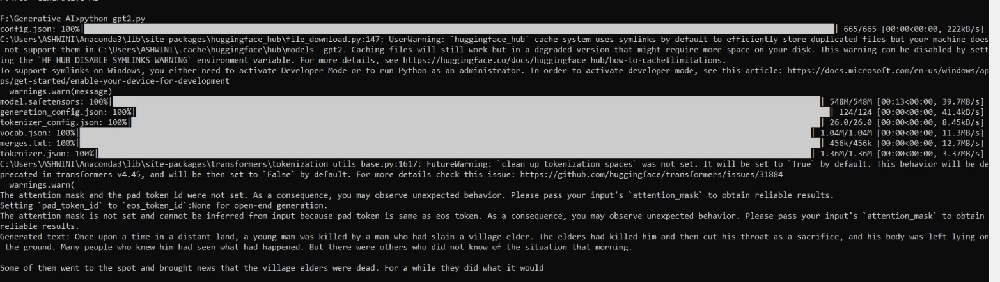 F:\Generative AI>python gpt2.py
config.json: 100%| | 665/665 [00:00<00:00, 222kB/s]
C:\Users\ASHWINI\Anaconda3\lib\site-packages\huggingface_hub\file_download.py:147: UserWarning: `huggingface_hub` cache-system uses symlinks by default to efficiently store duplicated files but your machine does
 not support them in C:\Users\ASHWINI\.cache\huggingface\hub\models--gpt2. Caching files will still work but in a degraded version that might require more space on your disk. This warning can be disabled by sett
ing the `HF_HUB_DISABLE_SYMLINKS_WARNING` environment variable. For more details, see https://huggingface.co/docs/huggingface_hub/how-to-cache#limitations.
To support symlinks on Windows, you either need to activate Developer Mode or to run Python as an administrator. In order to activate developer mode, see this article: https://docs.microsoft.com/en-us/windows/ap
ps/get-started/enable-your-device-for-development
  warnings.warn(message)
model.safetensors: 100%| | 548M/548M [00:13<00:00, 39.7MB/s]
generation_config.json: 100%| | 124/124 [00:00<00:00, 41.4kB/s]
tokenizer_config.json: 100%| | 26.0/26.0 [00:00<00:00, 8.45kB/s]
vocab.json: 100%| | 1.04M/1.04M [00:00<00:00, 11.3MB/s]
merges.txt: 100%| | 456k/456k [00:00<00:00, 12.7MB/s]
tokenizer.json: 100%| | 1.36M/1.36M [00:00<00:00, 3.37MB/s]
C:\Users\ASHWINI\Anaconda3\lib\site-packages\transformers\tokenization_utils_base.py:1617: FutureWarning: `clean_up_tokenization_spaces` was not set. It will be set to `True` by default. This behavior will be de
precated in transformers v4.45, and will be then set to `False` by default. For more details check this issue: https://github.com/huggingface/transformers/issues/31884
  warnings.warn(
The attention mask and the pad token id were not set. As a consequence, you may observe unexpected behavior. Please pass your input's `attention_mask` to obtain reliable results.
Setting `pad_token_id` to `eos_token_id`:None for open-end generation.
The attention mask is not set and cannot be inferred from input because pad token is same as eos token. As a consequence, you may observe unexpected behavior. Please pass your input's `attention_mask` to obtain
reliable results.
Generated text: Once upon a time in a distant land, a young man was killed by a man who had slain a village elder. The elders had killed him and then cut his throat as a sacrifice, and his body was left lying on
 the ground. Many people who knew him had seen what had happened. But there were others who did not know of the situation that morning.
Some of them went to the spot and brought news that the village elders were dead. For a while they did what it would